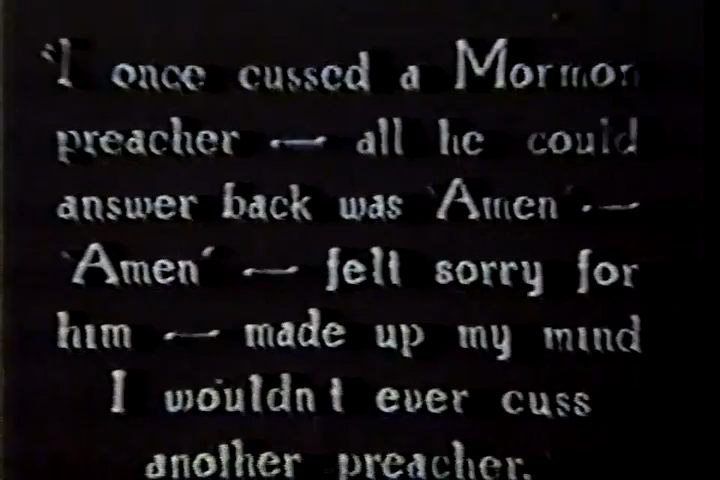 "I once cussed a Mormon
preacher — all he could
answer back was 'Amen' —
'Amen' — felt sorry for
him — made up my mind
I wouldn't ever cuss
another preacher.